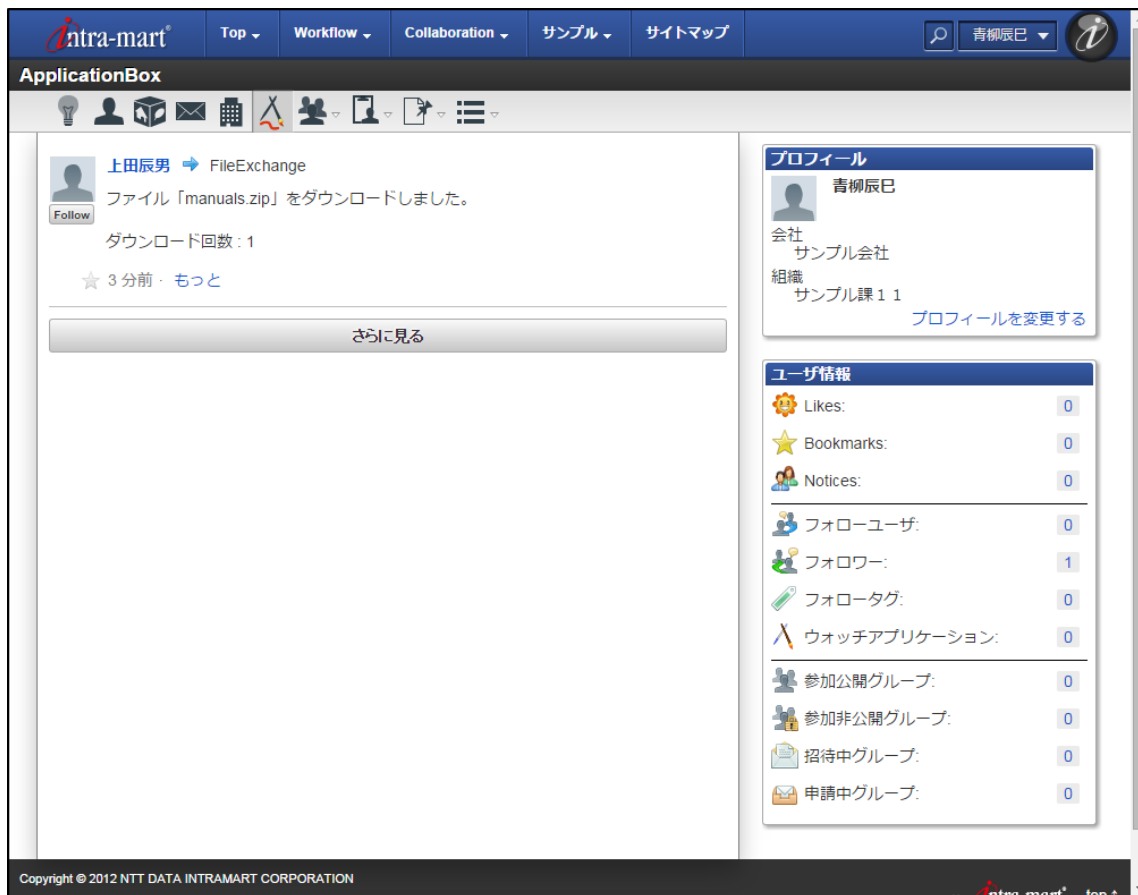 intra-mart® Top Workflow Collaboration サンプル サイトマップ 青柳辰巳
ApplicationBox
上田辰男 FileExchange
ファイル「manuals.zip」をダウンロードしました。
Follow
ダウンロード回数 : 1
3 分前 · もっと
さらに見る
プロフィール
青柳辰巳
会社
サンプル会社
組織
サンプル課１１
プロフィールを変更する
ユーザ情報
Likes: 0
Bookmarks: 0
Notices: 0
フォローユーザ: 0
フォロワー: 1
フォロータグ: 0
ウォッチアプリケーション: 0
参加公開グループ: 0
参加非公開グループ: 0
招待中グループ: 0
申請中グループ: 0
Copyright © 2012 NTT DATA INTRAMART CORPORATION
intra-mart® top ↑